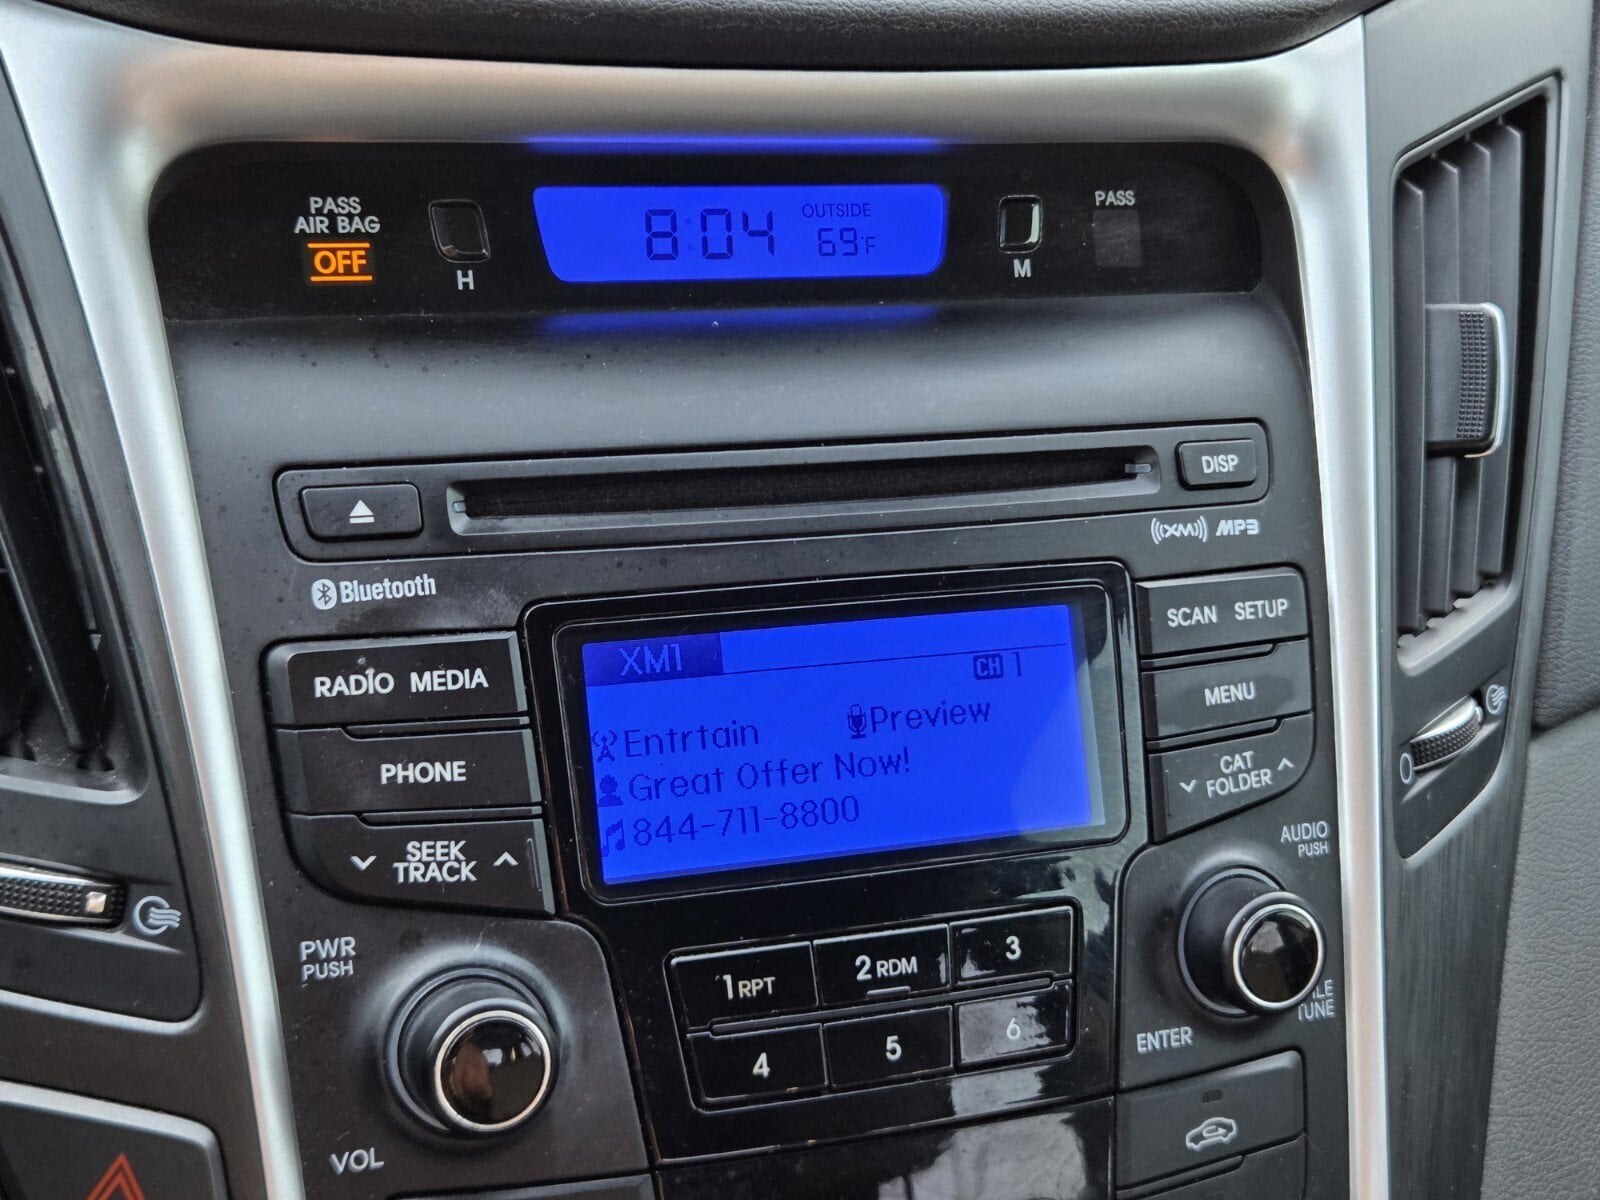 PASS
AIR BAG
OFF
H
8:04
OUTSIDE
69°F
M
PASS
DISP
((XM)) MP3
Bluetooth
RADIO MEDIA
PHONE
SEEK
TRACK
XM1
CH 1
Entrtain Preview
Great Offer Now!
844-711-8800
SCAN SETUP
MENU
CAT
FOLDER
AUDIO
PUSH
PWR
PUSH
VOL
1 RPT
2 RDM
3
4
5
6
TUNE
ENTER